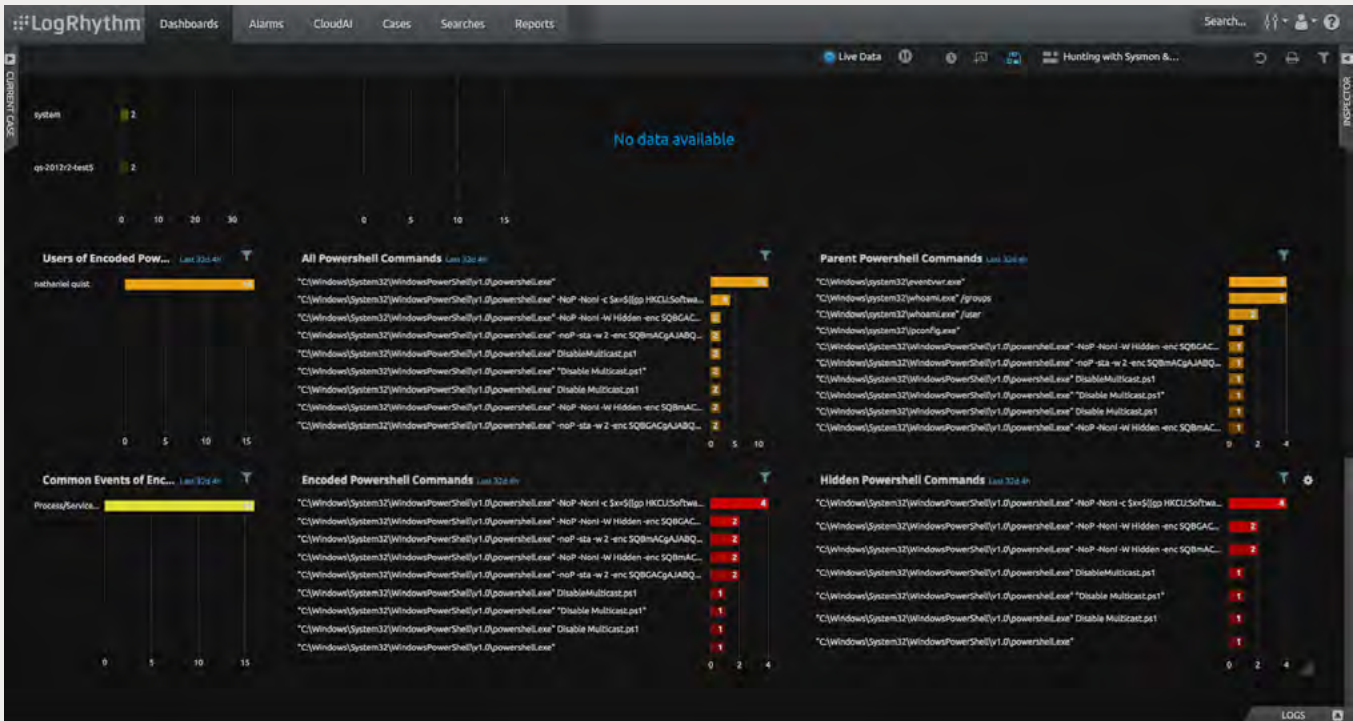 LogRhythm Dashboards Alarms CloudAI Cases Searches Reports Search...
Live Data Hunting with Sysmon &...
CURRENT CASE
INSPECTOR
system 2
qs-2012r2-test5 2
0 10 20 30
0 5 10 15
No data available
Users of Encoded Pow... Last 32d 4h
nathaniel quist
0 5 10 15
All Powershell Commands Last 32d 4h
"C:\Windows\System32\WindowsPowerShell\v1.0\powershell.exe"
"C:\Windows\System32\WindowsPowerShell\v1.0\powershell.exe" -NoP -NonI -c $x=$((gp HKCU:Softwa... 4
"C:\Windows\System32\WindowsPowerShell\v1.0\powershell.exe" -NoP -NonI -W Hidden -enc SQBGAC... 2
"C:\Windows\System32\WindowsPowerShell\v1.0\powershell.exe" -noP -sta -w 2 -enc SQBmACgAJABQ... 2
"C:\Windows\System32\WindowsPowerShell\v1.0\powershell.exe" DisableMulticast.ps1 2
"C:\Windows\System32\WindowsPowerShell\v1.0\powershell.exe" "Disable Multicast.ps1" 2
"C:\Windows\System32\WindowsPowerShell\v1.0\powershell.exe" Disable Multicast.ps1 2
"C:\Windows\System32\WindowsPowerShell\v1.0\powershell.exe" -NoP -NonI -W Hidden -enc SQBmAC... 2
"C:\Windows\System32\WindowsPowerShell\v1.0\powershell.exe" -noP -sta -w 2 -enc SQBGACgAJABQ... 2
0 5 10
Parent Powershell Commands Last 32d 4h
"C:\Windows\system32\eventvwr.exe"
"C:\Windows\system32\whoami.exe" /groups
"C:\Windows\system32\whoami.exe" /user 2
"C:\Windows\system32\ipconfig.exe" 1
"C:\Windows\System32\WindowsPowerShell\v1.0\powershell.exe" -NoP -NonI -W Hidden -enc SQBGAC... 1
"C:\Windows\System32\WindowsPowerShell\v1.0\powershell.exe" -noP -sta -w 2 -enc SQBmACgAJABQ... 1
"C:\Windows\System32\WindowsPowerShell\v1.0\powershell.exe" DisableMulticast.ps1 1
"C:\Windows\System32\WindowsPowerShell\v1.0\powershell.exe" "Disable Multicast.ps1" 1
"C:\Windows\System32\WindowsPowerShell\v1.0\powershell.exe" Disable Multicast.ps1 1
"C:\Windows\System32\WindowsPowerShell\v1.0\powershell.exe" -NoP -NonI -W Hidden -enc SQBmAC... 1
0 2 4
Common Events of Enc... Last 32d 4h
Process/Service...
0 5 10 15
Encoded Powershell Commands Last 32d 4h
"C:\Windows\System32\WindowsPowerShell\v1.0\powershell.exe" -NoP -NonI -c $x=$((gp HKCU:Softwa... 4
"C:\Windows\System32\WindowsPowerShell\v1.0\powershell.exe" -NoP -NonI -W Hidden -enc SQBGAC... 2
"C:\Windows\System32\WindowsPowerShell\v1.0\powershell.exe" -noP -sta -w 2 -enc SQBmACgAJABQ... 2
"C:\Windows\System32\WindowsPowerShell\v1.0\powershell.exe" -NoP -NonI -W Hidden -enc SQBmAC... 2
"C:\Windows\System32\WindowsPowerShell\v1.0\powershell.exe" -noP -sta -w 2 -enc SQBGACgAJABQ... 2
"C:\Windows\System32\WindowsPowerShell\v1.0\powershell.exe" DisableMulticast.ps1 1
"C:\Windows\System32\WindowsPowerShell\v1.0\powershell.exe" "Disable Multicast.ps1" 1
"C:\Windows\System32\WindowsPowerShell\v1.0\powershell.exe" Disable Multicast.ps1 1
"C:\Windows\System32\WindowsPowerShell\v1.0\powershell.exe" 1
0 2 4
Hidden Powershell Commands Last 32d 4h
"C:\Windows\System32\WindowsPowerShell\v1.0\powershell.exe" -NoP -NonI -c $x=$((gp HKCU:Softwa... 4
"C:\Windows\System32\WindowsPowerShell\v1.0\powershell.exe" -NoP -NonI -W Hidden -enc SQBGAC... 2
"C:\Windows\System32\WindowsPowerShell\v1.0\powershell.exe" -NoP -NonI -W Hidden -enc SQBmAC... 2
"C:\Windows\System32\WindowsPowerShell\v1.0\powershell.exe" DisableMulticast.ps1 1
"C:\Windows\System32\WindowsPowerShell\v1.0\powershell.exe" "Disable Multicast.ps1" 1
"C:\Windows\System32\WindowsPowerShell\v1.0\powershell.exe" Disable Multicast.ps1 1
"C:\Windows\System32\WindowsPowerShell\v1.0\powershell.exe" 1
0 2 4
LOGS